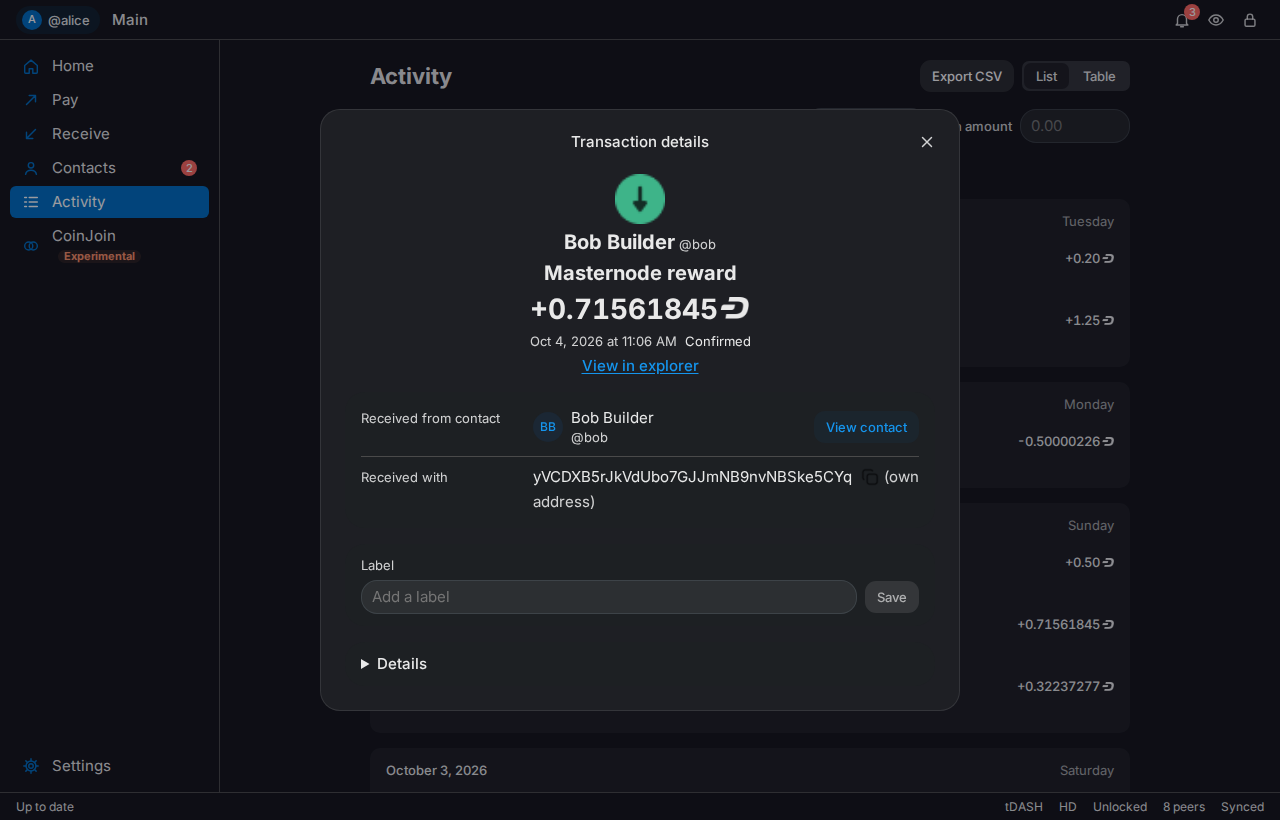 A @alice Main 3
Home
Pay
Receive
Contacts 2
Activity
CoinJoin
Experimental
Settings
Activity
Export CSV List Table
amount 0.00
Transaction details
Bob Builder @bob
Masternode reward
+0.71561845
Oct 4, 2026 at 11:06 AM Confirmed
View in explorer
Received from contact BB Bob Builder View contact
@bob
Received with yVCDXB5rJkVdUbo7GJJmNB9nvNBSke5CYq (own
address)
Label
Add a label Save
Details
Tuesday
+0.20
+1.25
Monday
-0.50000226
Sunday
+0.50
+0.71561845
+0.32237277
October 3, 2026 Saturday
Up to date tDASH HD Unlocked 8 peers Synced